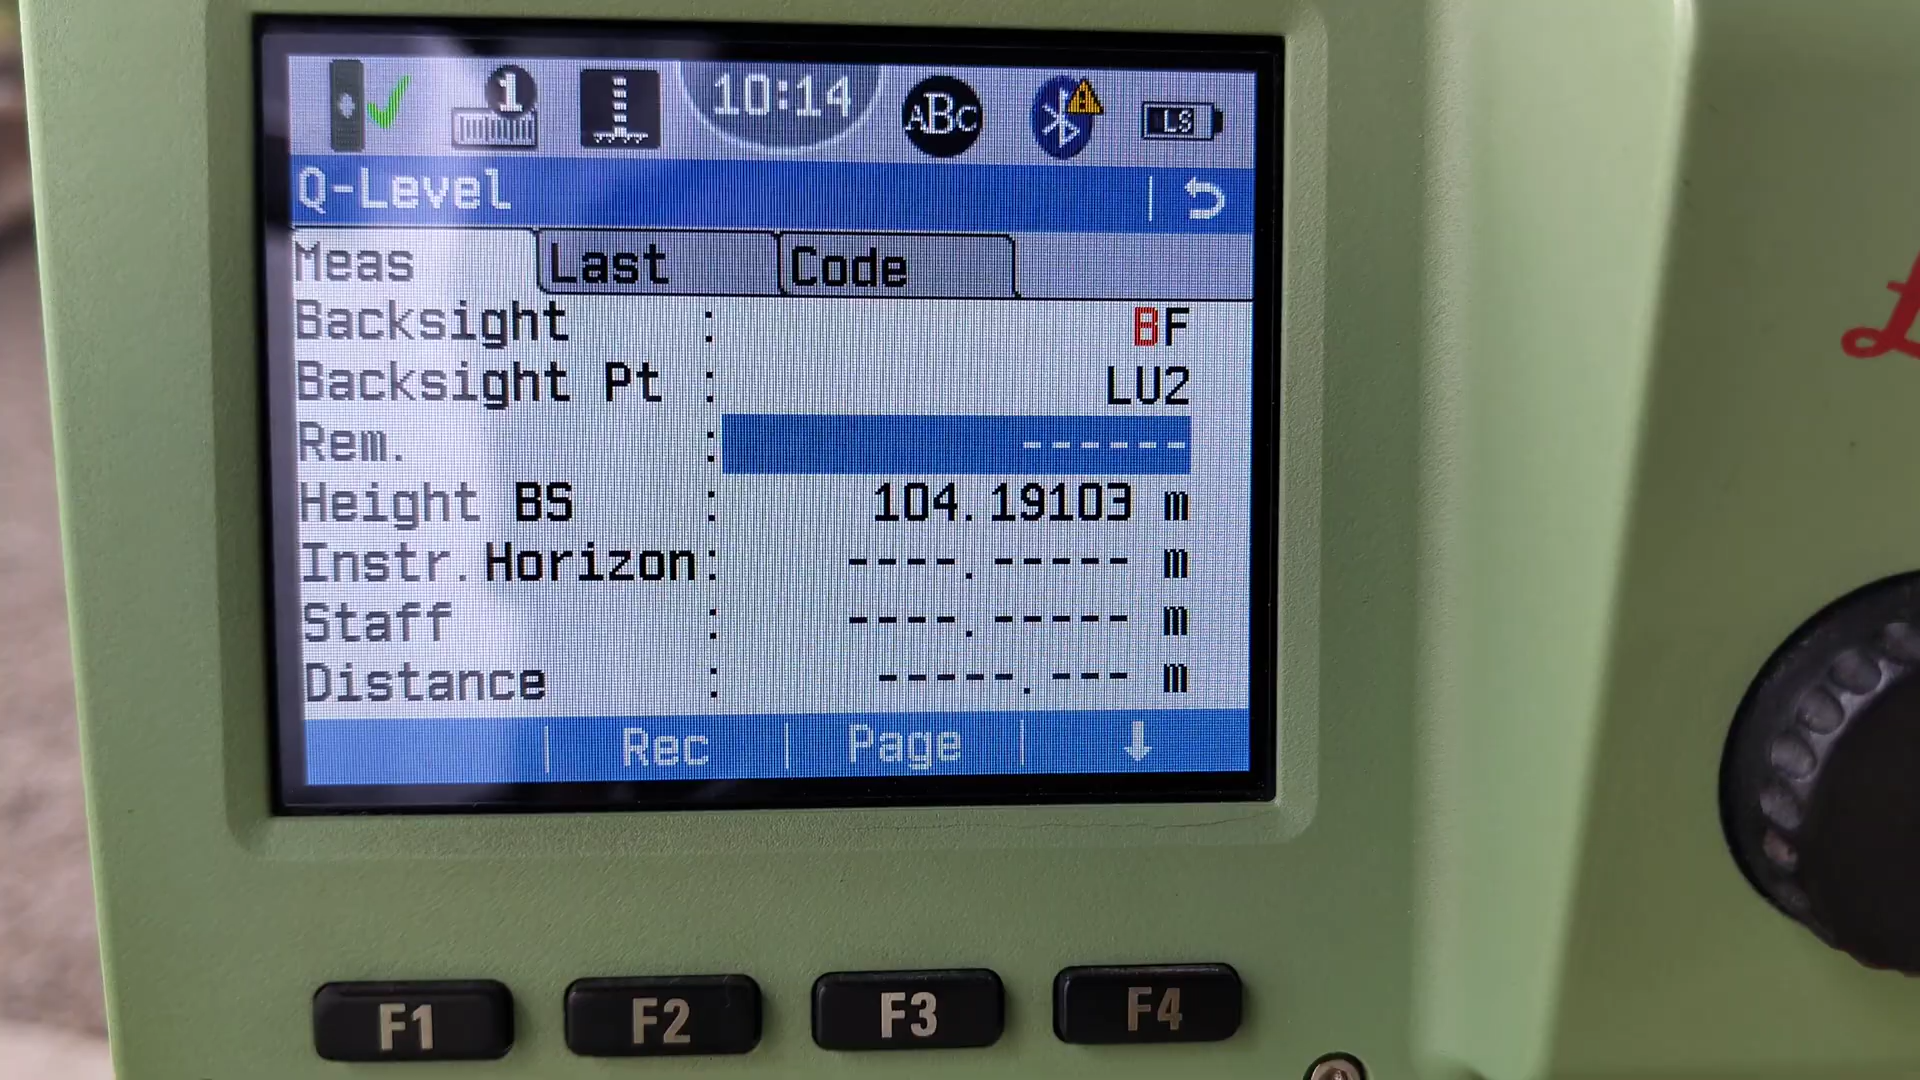 1 10:14 ABC LS
Q-Level
Meas Last Code
Backsight : BF
Backsight Pt : LU2
Rem. : ------
Height BS : 104.19103 m
Instr.Horizon: ----.----- m
Staff : ----.----- m
Distance : -----.--- m
Rec Page
F1 F2 F3 F4